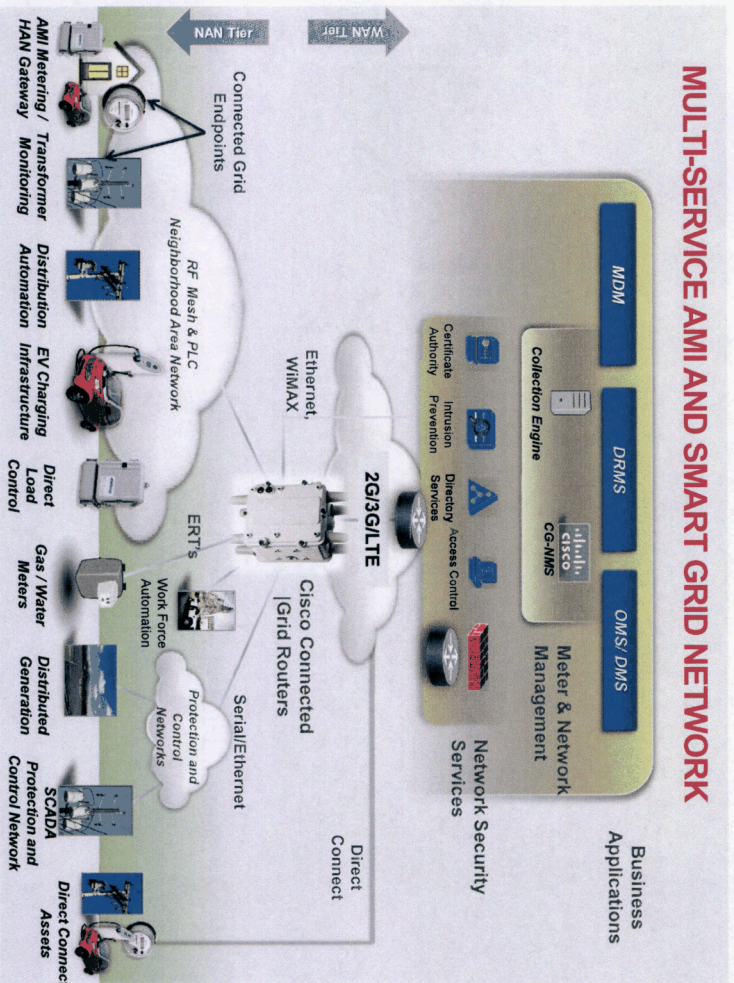 MULTI-SERVICE AMI AND SMART GRID NETWORK
Business
Applications
MDM
DRMS
OMS/ DMS
Collection Engine
CISCO
CG-NMS
Meter & Network
Management
Certificate
Authority
Intrusion
Prevention
Directory
Services
Access Control
Network Security
Services
WAN Tier
NAN Tier
2G/3G/LTE
Ethernet,
WiMAX
Direct
Connect
Cisco Connected
|Grid Routers
Connected Grid
Endpoints
RF Mesh & PLC
Neighborhood Area Network
ERT's
Work Force
Automation
Serial/Ethernet
Protection and
Control
Networks
AMI Metering /
HAN Gateway
Transformer
Monitoring
Distribution
Automation
EV Charging
Infrastructure
Direct
Load
Control
Gas / Water
Meters
Distributed
Generation
SCADA
Protection and
Control Network
Direct Connect
Assets